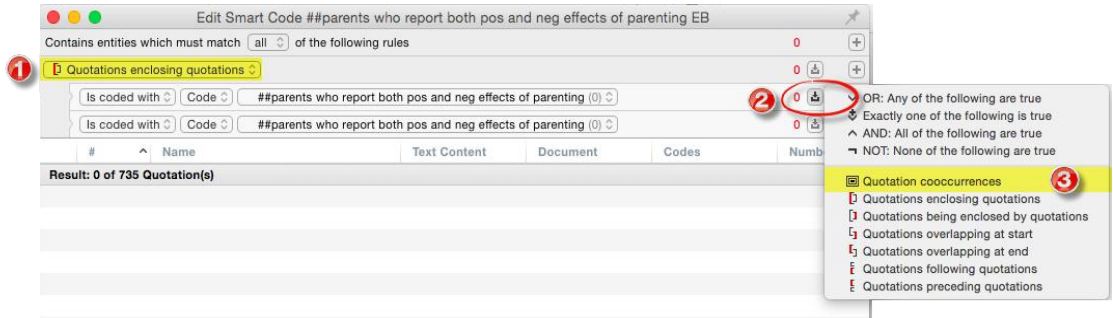 Edit Smart Code ##parents who report both pos and neg effects of parenting EB
Contains entities which must match all of the following rules 0
1 Quotations enclosing quotations 0
Is coded with Code ##parents who report both pos and neg effects of parenting (0) 2 0
Is coded with Code ##parents who report both pos and neg effects of parenting (0) 0
# Name Text Content Document Codes Numb
Result: 0 of 735 Quotation(s)
OR: Any of the following are true
Exactly one of the following is true
AND: All of the following are true
NOT: None of the following are true
Quotation cooccurrences 3
Quotations enclosing quotations
Quotations being enclosed by quotations
Quotations overlapping at start
Quotations overlapping at end
Quotations following quotations
Quotations preceding quotations